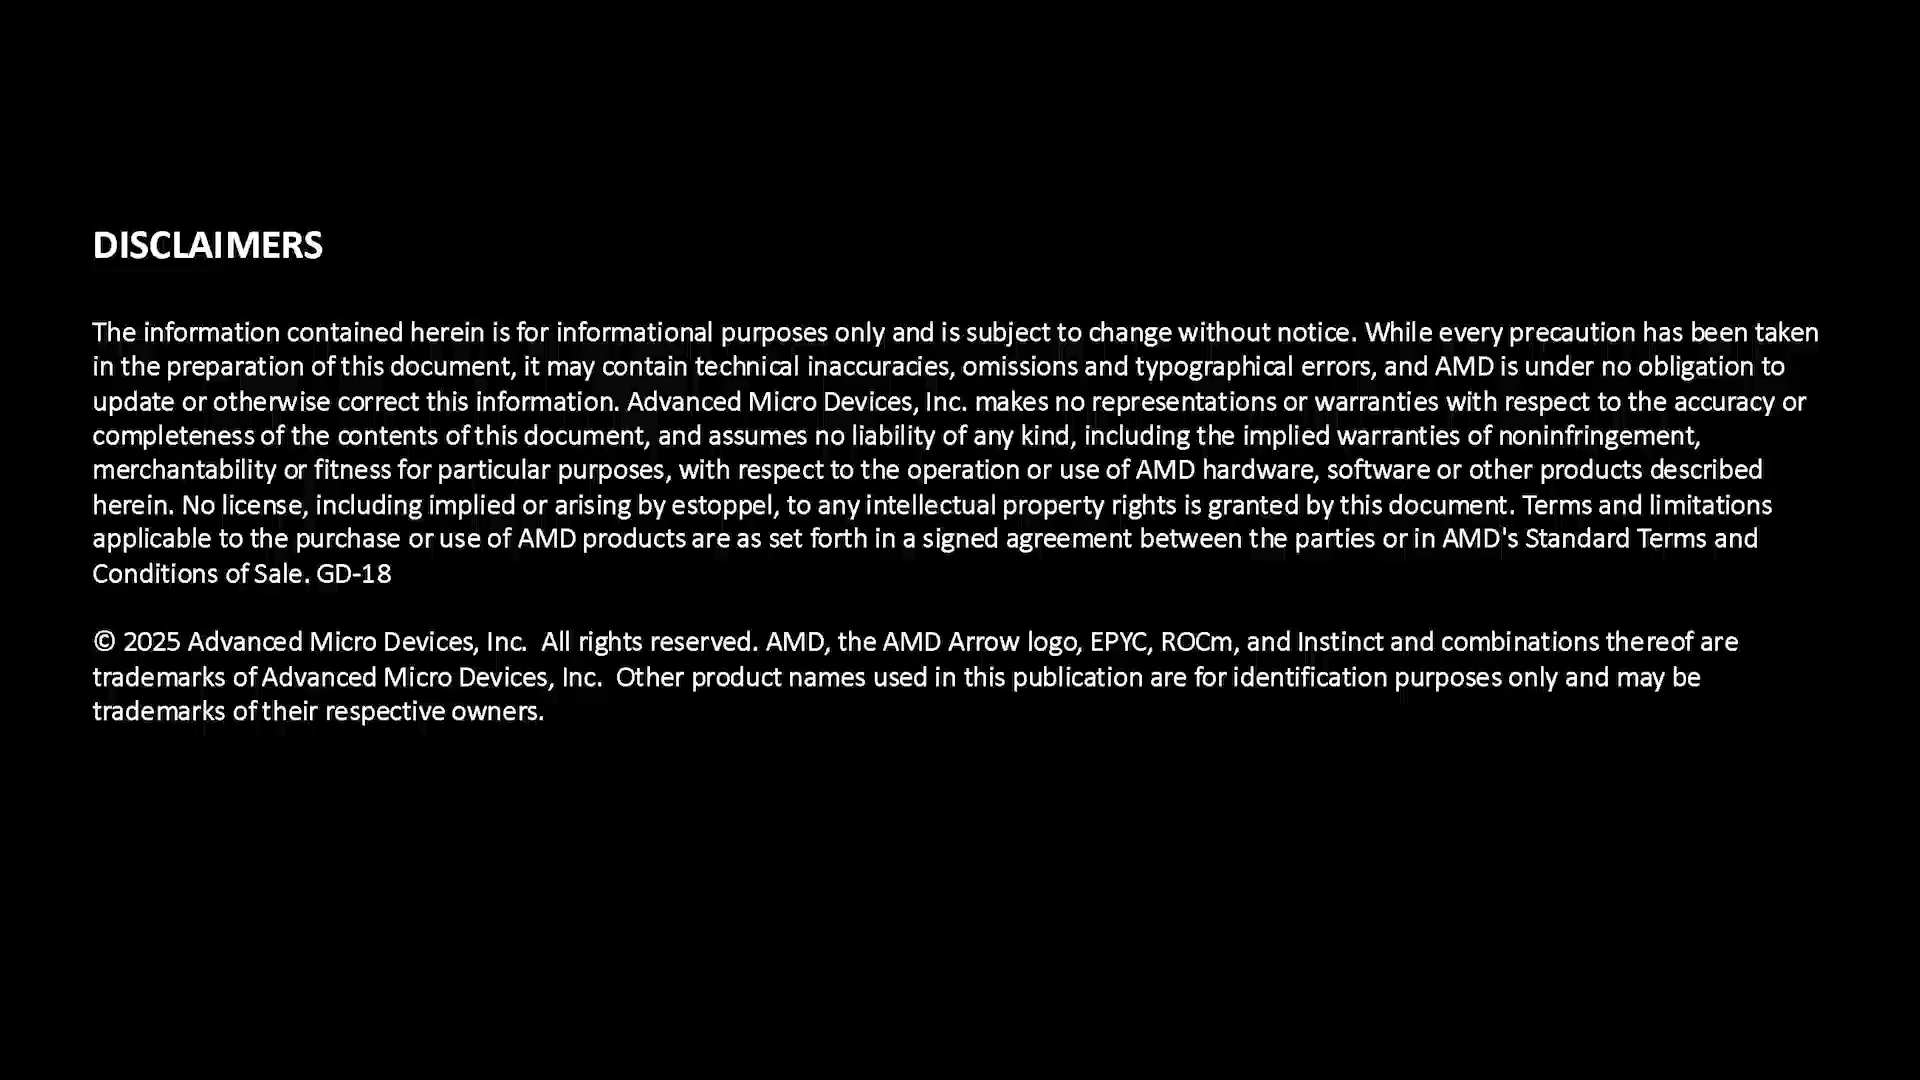 DISCLAIMERS
The information contained herein is for informational purposes only and is subject to change without notice. While every precaution has been taken
in the preparation of this document, it may contain technical inaccuracies, omissions and typographical errors, and AMD is under no obligation to
update or otherwise correct this information. Advanced Micro Devices, Inc. makes no representations or warranties with respect to the accuracy or
completeness of the contents of this document, and assumes no liability of any kind, including the implied warranties of noninfringement,
merchantability or fitness for particular purposes, with respect to the operation or use of AMD hardware, software or other products described
herein. No license, including implied or arising by estoppel, to any intellectual property rights is granted by this document. Terms and limitations
applicable to the purchase or use of AMD products are as set forth in a signed agreement between the parties or in AMD's Standard Terms and
Conditions of Sale. GD-18
© 2025 Advanced Micro Devices, Inc.  All rights reserved. AMD, the AMD Arrow logo, EPYC, ROCm, and Instinct and combinations thereof are
trademarks of Advanced Micro Devices, Inc.  Other product names used in this publication are for identification purposes only and may be
trademarks of their respective owners.